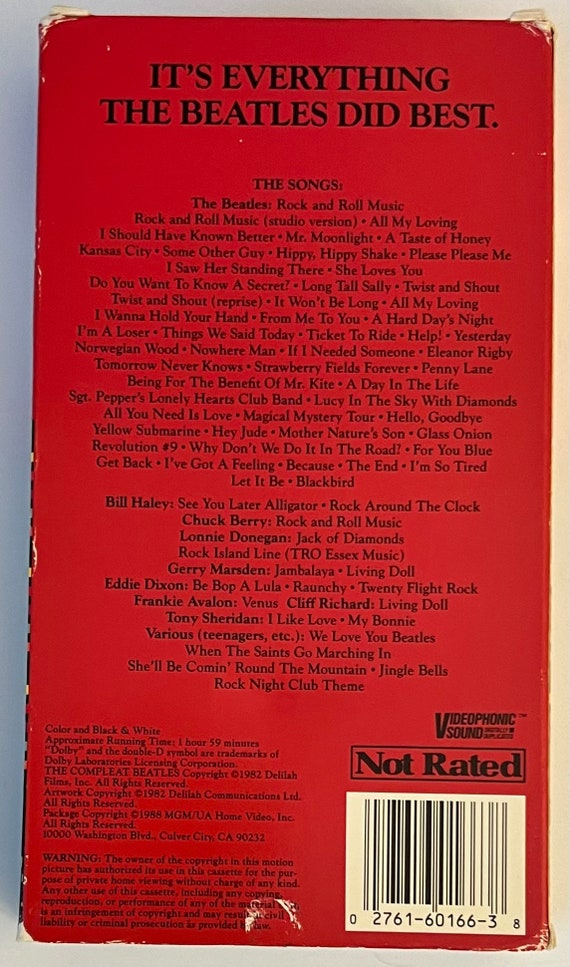 IT'S EVERYTHING
THE BEATLES DID BEST.
THE SONGS:
The Beatles: Rock and Roll Music
Rock and Roll Music (studio version) • All My Loving
I Should Have Known Better • Mr. Moonlight • A Taste of Honey
Kansas City • Some Other Guy • Hippy, Hippy Shake • Please Please Me
I Saw Her Standing There • She Loves You
Do You Want To Know A Secret? • Long Tall Sally • Twist and Shout
Twist and Shout (reprise) • It Won't Be Long • All My Loving
I Wanna Hold Your Hand • From Me To You • A Hard Day's Night
I'm A Loser • Things We Said Today • Ticket To Ride • Help! • Yesterday
Norwegian Wood • Nowhere Man • If I Needed Someone • Eleanor Rigby
Tomorrow Never Knows • Strawberry Fields Forever • Penny Lane
Being For The Benefit Of Mr. Kite • A Day In The Life
Sgt. Pepper's Lonely Hearts Club Band • Lucy In The Sky With Diamonds
All You Need Is Love • Magical Mystery Tour • Hello, Goodbye
Yellow Submarine • Hey Jude • Mother Nature's Son • Glass Onion
Revolution #9 • Why Don't We Do It In The Road? • For You Blue
Get Back • I've Got A Feeling • Because • The End • I'm So Tired
Let It Be • Blackbird
Bill Haley: See You Later Alligator • Rock Around The Clock
Chuck Berry: Rock and Roll Music
Lonnie Donegan: Jack of Diamonds
Rock Island Line (TRO Essex Music)
Gerry Marsden: Jambalaya • Living Doll
Eddie Dixon: Be Bop A Lula • Raunchy • Twenty Flight Rock
Frankie Avalon: Venus Cliff Richard: Living Doll
Tony Sheridan: I Like Love • My Bonnie
Various (teenagers, etc.): We Love You Beatles
When The Saints Go Marching In
She'll Be Comin' Round The Mountain • Jingle Bells
Rock Night Club Theme
Color and Black & White
Approximate Running Time: 1 hour 59 minutes
"Dolby" and the double-D symbol are trademarks of
Dolby Laboratories Licensing Corporation.
THE COMPLEAT BEATLES Copyright ©1982 Delilah
Films, Inc. All Rights Reserved.
Artwork Copyright ©1982 Delilah Communications Ltd.
All Rights Reserved.
Package Copyright ©1988 MGM/UA Home Video, Inc.
All Rights Reserved.
10000 Washington Blvd., Culver City, CA 90232
WARNING: The owner of the copyright in this motion
picture has authorized its use in this cassette for the pur-
pose of private home viewing without charge of any kind.
Any other use of this cassette, including any copying,
reproduction, or performance of any of the material
is an infringement of copyright and may result civil
liability or criminal prosecution as provided by law.
VIDEOPHONIC™
SOUND DIGITALLY DUPLICATED
Not Rated
0 2761-60166-3 8